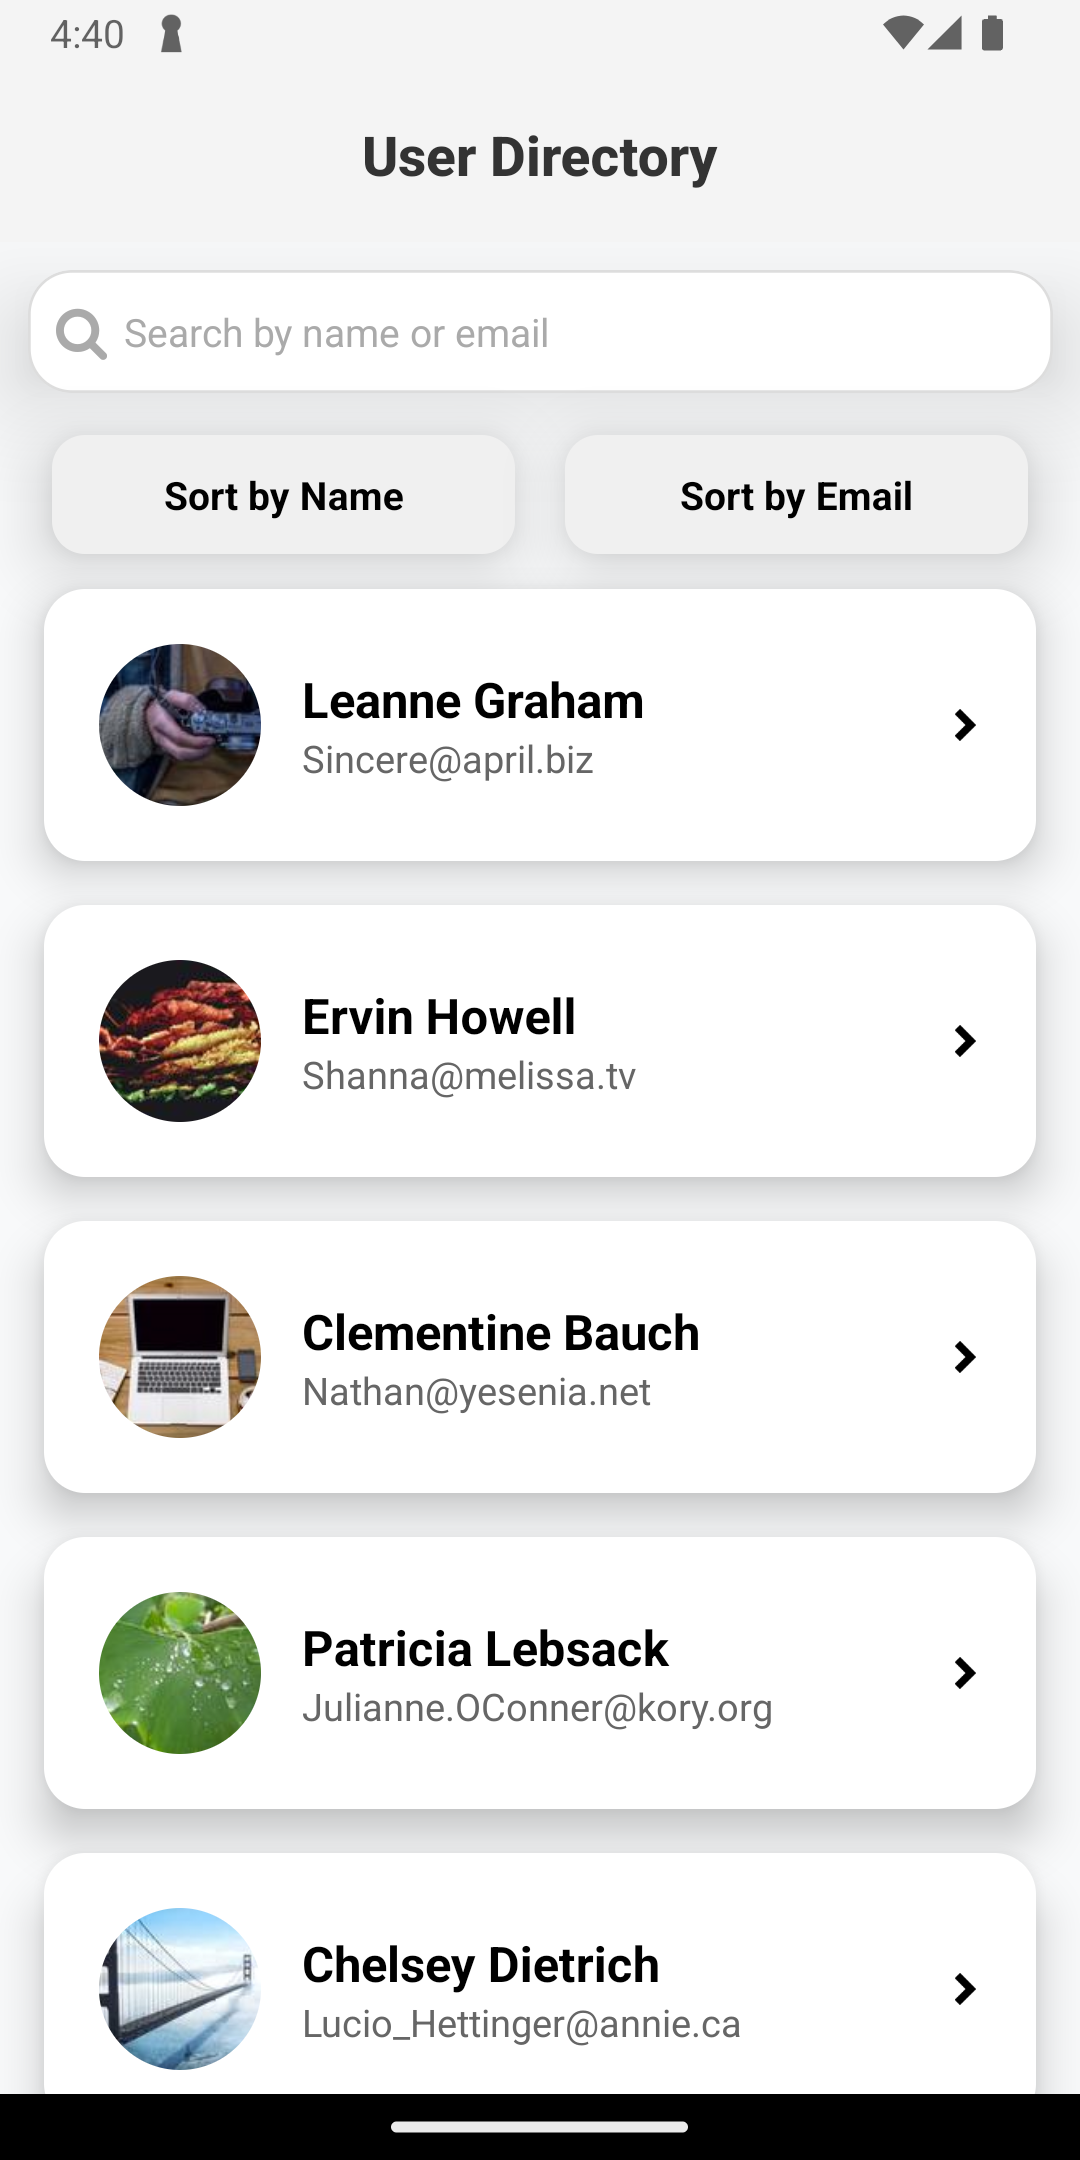 4:40
User Directory
Search by name or email
Sort by Name
Sort by Email
Leanne Graham
Sincere@april.biz
Ervin Howell
Shanna@melissa.tv
Clementine Bauch
Nathan@yesenia.net
Patricia Lebsack
Julianne.OConner@kory.org
Chelsey Dietrich
Lucio_Hettinger@annie.ca